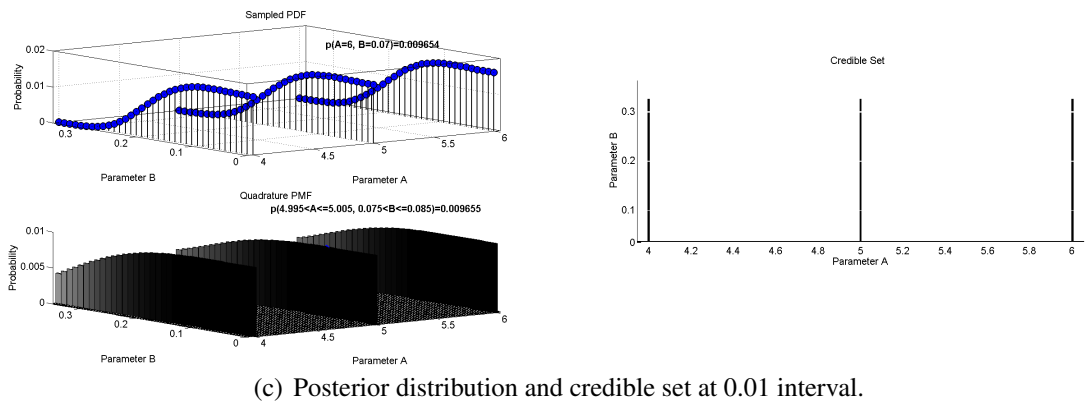 Sampled PDF
p(A=6, B=0.07)=0.009654
0.02
0.01
0
Probability
0.3
0.2
0.1
0
4
4.5
5
5.5
6
Parameter B
Parameter A
Quadrature PMF
p(4.995<A<=5.005, 0.075<B<=0.085)=0.009655
0.01
0.005
0
Probability
0.3
0.2
0.1
0
4
4.5
5
5.5
6
Parameter B
Parameter A
Credible Set
0.3
0.2
0.1
0
Parameter B
4
4.2
4.4
4.6
4.8
5
5.2
5.4
5.6
5.8
6
Parameter A
(c) Posterior distribution and credible set at 0.01 interval.